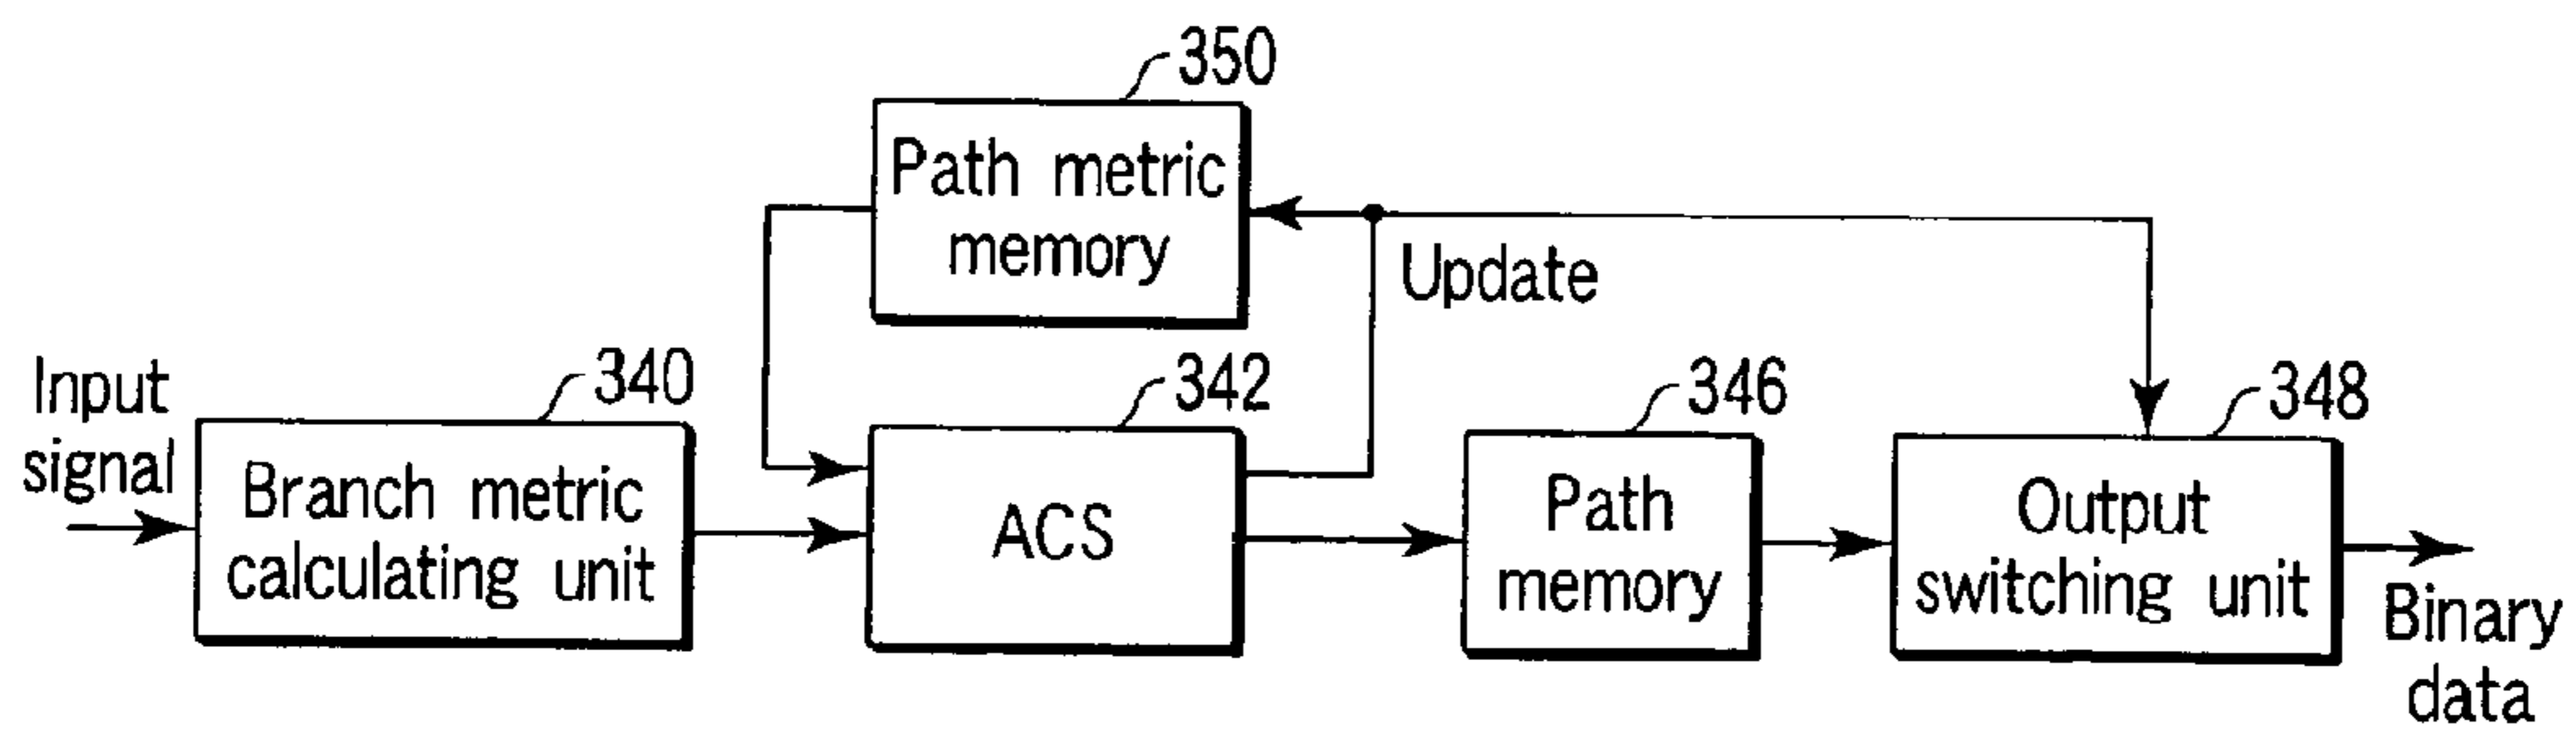 350
Path metric
memory
Update
Input
signal
340
Branch metric
calculating unit
342
ACS
346
Path
memory
348
Output
switching unit
Binary
data